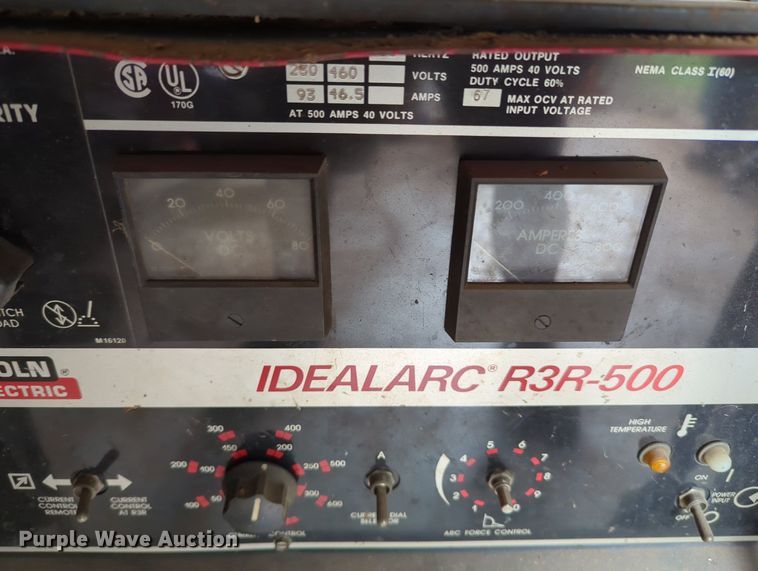 RATED OUTPUT
250 460 VOLTS 500 AMPS 40 VOLTS NEMA CLASS I(60)
DUTY CYCLE 60%
93 46.5 AMPS 67 MAX OCV AT RATED
INPUT VOLTAGE
AT 500 AMPS 40 VOLTS
170G
SA
UL
RITY
0 20 40 60 80
VOLTS
DC
200 400 600 800
AMPERES
DC
M16120
OLN
ECTRIC
IDEALARC® R3R-500
HIGH
TEMPERATURE
ON
POWER
INPUT
OFF
CURRENT
CONTROL
REMOTE
CURRENT
CONTROL
AT R3R
300 400
200 100 200 300 500
100 50 300 600
A
CURRENT DIAL
SELECTOR
1 2 3 4 5 6 7 8 9
ARC FORCE CONTROL
Purple Wave Auction